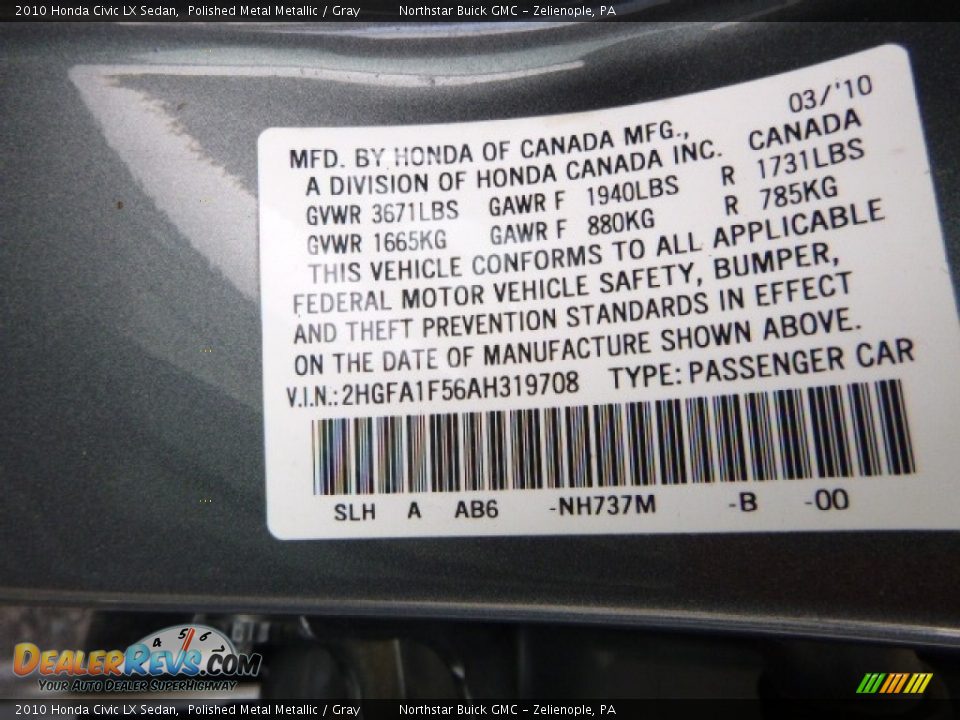 2010 Honda Civic LX Sedan, Polished Metal Metallic / Gray Northstar Buick GMC - Zelienople, PA
03/'10
MFD. BY HONDA OF CANADA MFG., CANADA
A DIVISION OF HONDA CANADA INC.
GVWR 3671LBS GAWR F 1940LBS R 1731LBS
GVWR 1665KG GAWR F 880KG R 785KG
THIS VEHICLE CONFORMS TO ALL APPLICABLE
FEDERAL MOTOR VEHICLE SAFETY, BUMPER,
AND THEFT PREVENTION STANDARDS IN EFFECT
ON THE DATE OF MANUFACTURE SHOWN ABOVE.
V.I.N.: 2HGFA1F56AH319708 TYPE: PASSENGER CAR
SLH A AB6 -NH737M -B -00
4 5 6
DEALERREVS.COM
YOUR AUTO DEALER SUPERHIGHWAY
2010 Honda Civic LX Sedan, Polished Metal Metallic / Gray Northstar Buick GMC - Zelienople, PA